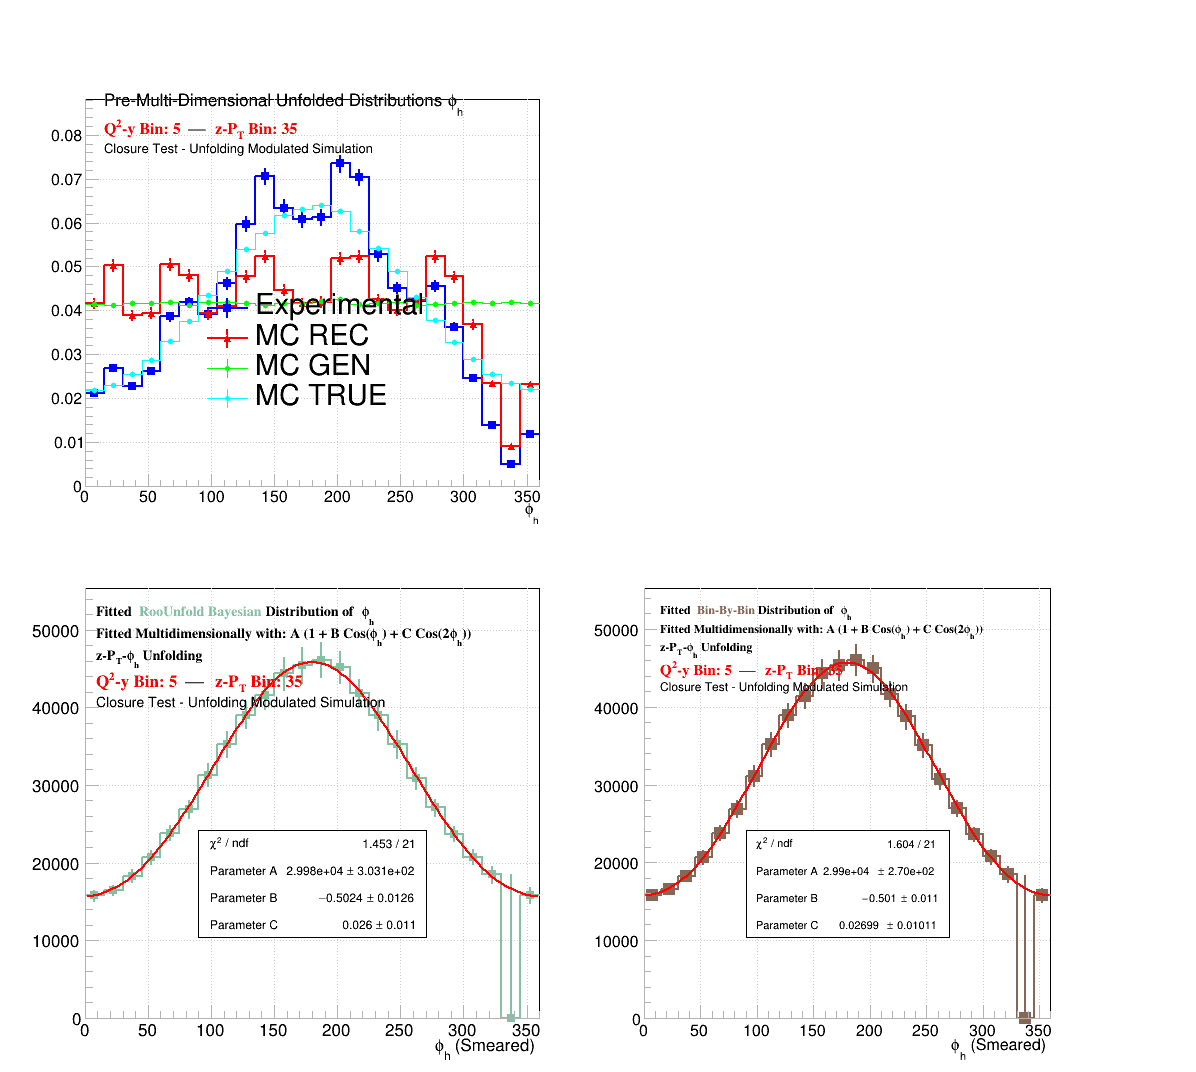 Pre-Multi-Dimensional Unfolded Distributions ϕh
Q2-y Bin: 5 — z-PT Bin: 35
Closure Test - Unfolding Modulated Simulation
0.08
0.07
0.06
0.05
0.04
0.03
0.02
0.01
0
Experimental
MC REC
MC GEN
MC TRUE
0 50 100 150 200 250 300 350
ϕh
Fitted RooUnfold Bayesian Distribution of ϕh
Fitted Multidimensionally with: A (1 + B Cos(ϕh) + C Cos(2ϕh))
z-PT-ϕh Unfolding
Q2-y Bin: 5 — z-PT Bin: 35
Closure Test - Unfolding Modulated Simulation
50000
40000
30000
20000
10000
0
χ2 / ndf 1.453 / 21
Parameter A 2.998e+04 ± 3.031e+02
Parameter B −0.5024 ± 0.0126
Parameter C 0.026 ± 0.011
0 50 100 150 200 250 300 350
ϕh (Smeared)
Fitted Bin-By-Bin Distribution of ϕh
Fitted Multidimensionally with: A (1 + B Cos(ϕh) + C Cos(2ϕh))
z-PT-ϕh Unfolding
Q2-y Bin: 5 — z-PT Bin: 35
Closure Test - Unfolding Modulated Simulation
50000
40000
30000
20000
10000
0
χ2 / ndf 1.604 / 21
Parameter A 2.99e+04 ± 2.70e+02
Parameter B −0.501 ± 0.011
Parameter C 0.02699 ± 0.01011
0 50 100 150 200 250 300 350
ϕh (Smeared)